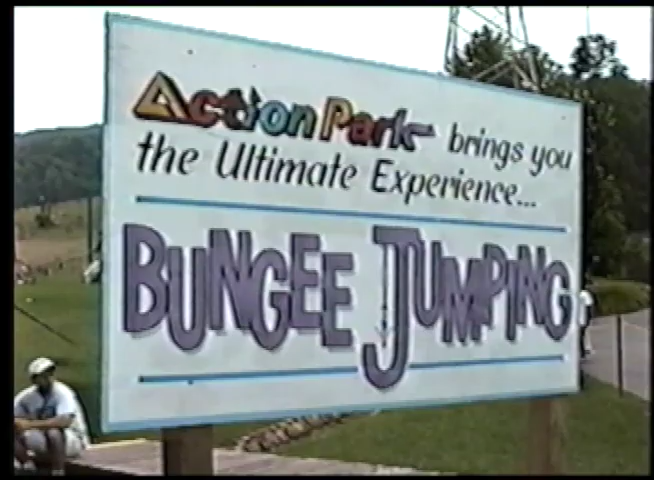 Action Park brings you
the Ultimate Experience...
BUNGEE JUMPING